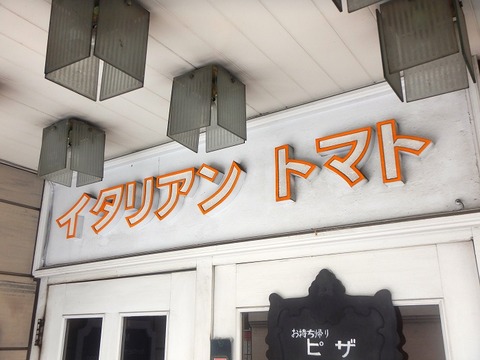 イタリアン トマト
お持ち帰り
ピザ